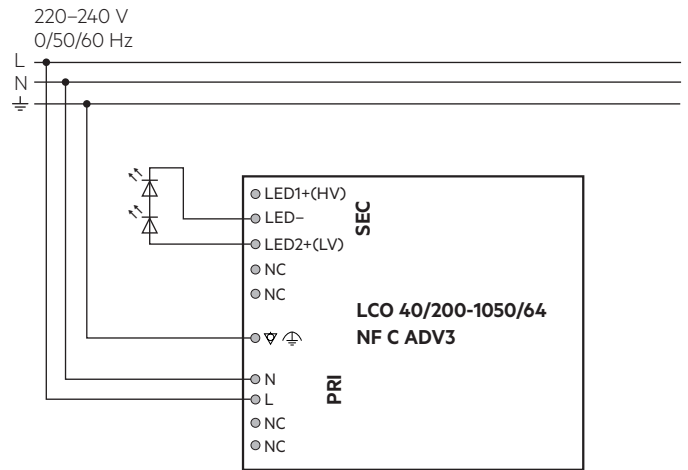 220–240 V
0/50/60 Hz
L
N
LED1+(HV)
LED–
SEC
LED2+(LV)
NC
NC
LCO 40/200-1050/64
NF C ADV3
N
PRI
L
NC
NC